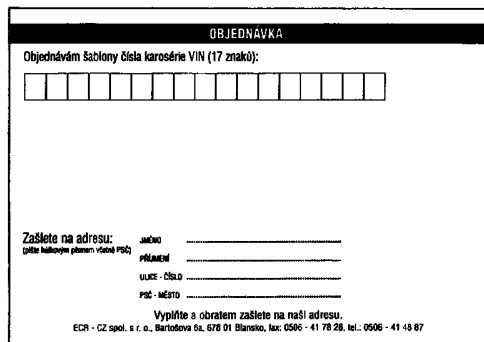 OBJEDNÁVKA
Objednávám šablony čísla karosérie VIN (17 znaků):
Zašlete na adresu:
(pište hůlkovým písmem včetně PSČ)
JMÉNO
PŘÍJMENÍ
ULICE - ČÍSLO
PSČ - MĚSTO
Vyplňte a obratem zašlete na naši adresu.
ECR - CZ spol. s r. o., Bartošova 6a, 678 01 Blansko, fax: 0506 - 41 78 26, tel.: 0506 - 41 48 87